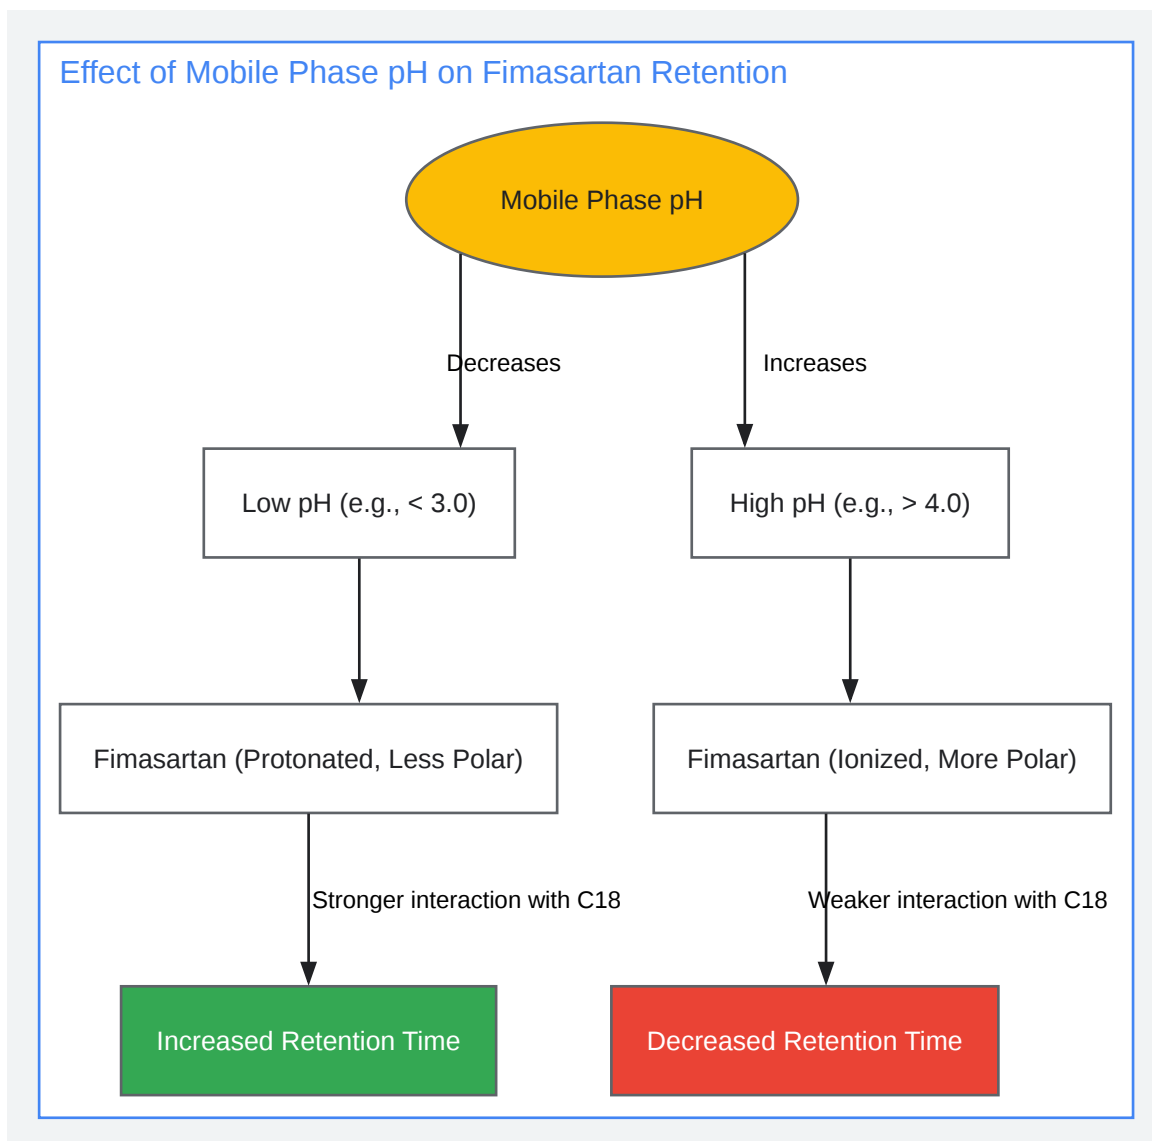 Effect of Mobile Phase pH on Fimasartan Retention
Mobile Phase pH
Decreases
Increases
Low pH (e.g., < 3.0)
High pH (e.g., > 4.0)
Fimasartan (Protonated, Less Polar)
Fimasartan (Ionized, More Polar)
Stronger interaction with C18
Weaker interaction with C18
Increased Retention Time
Decreased Retention Time